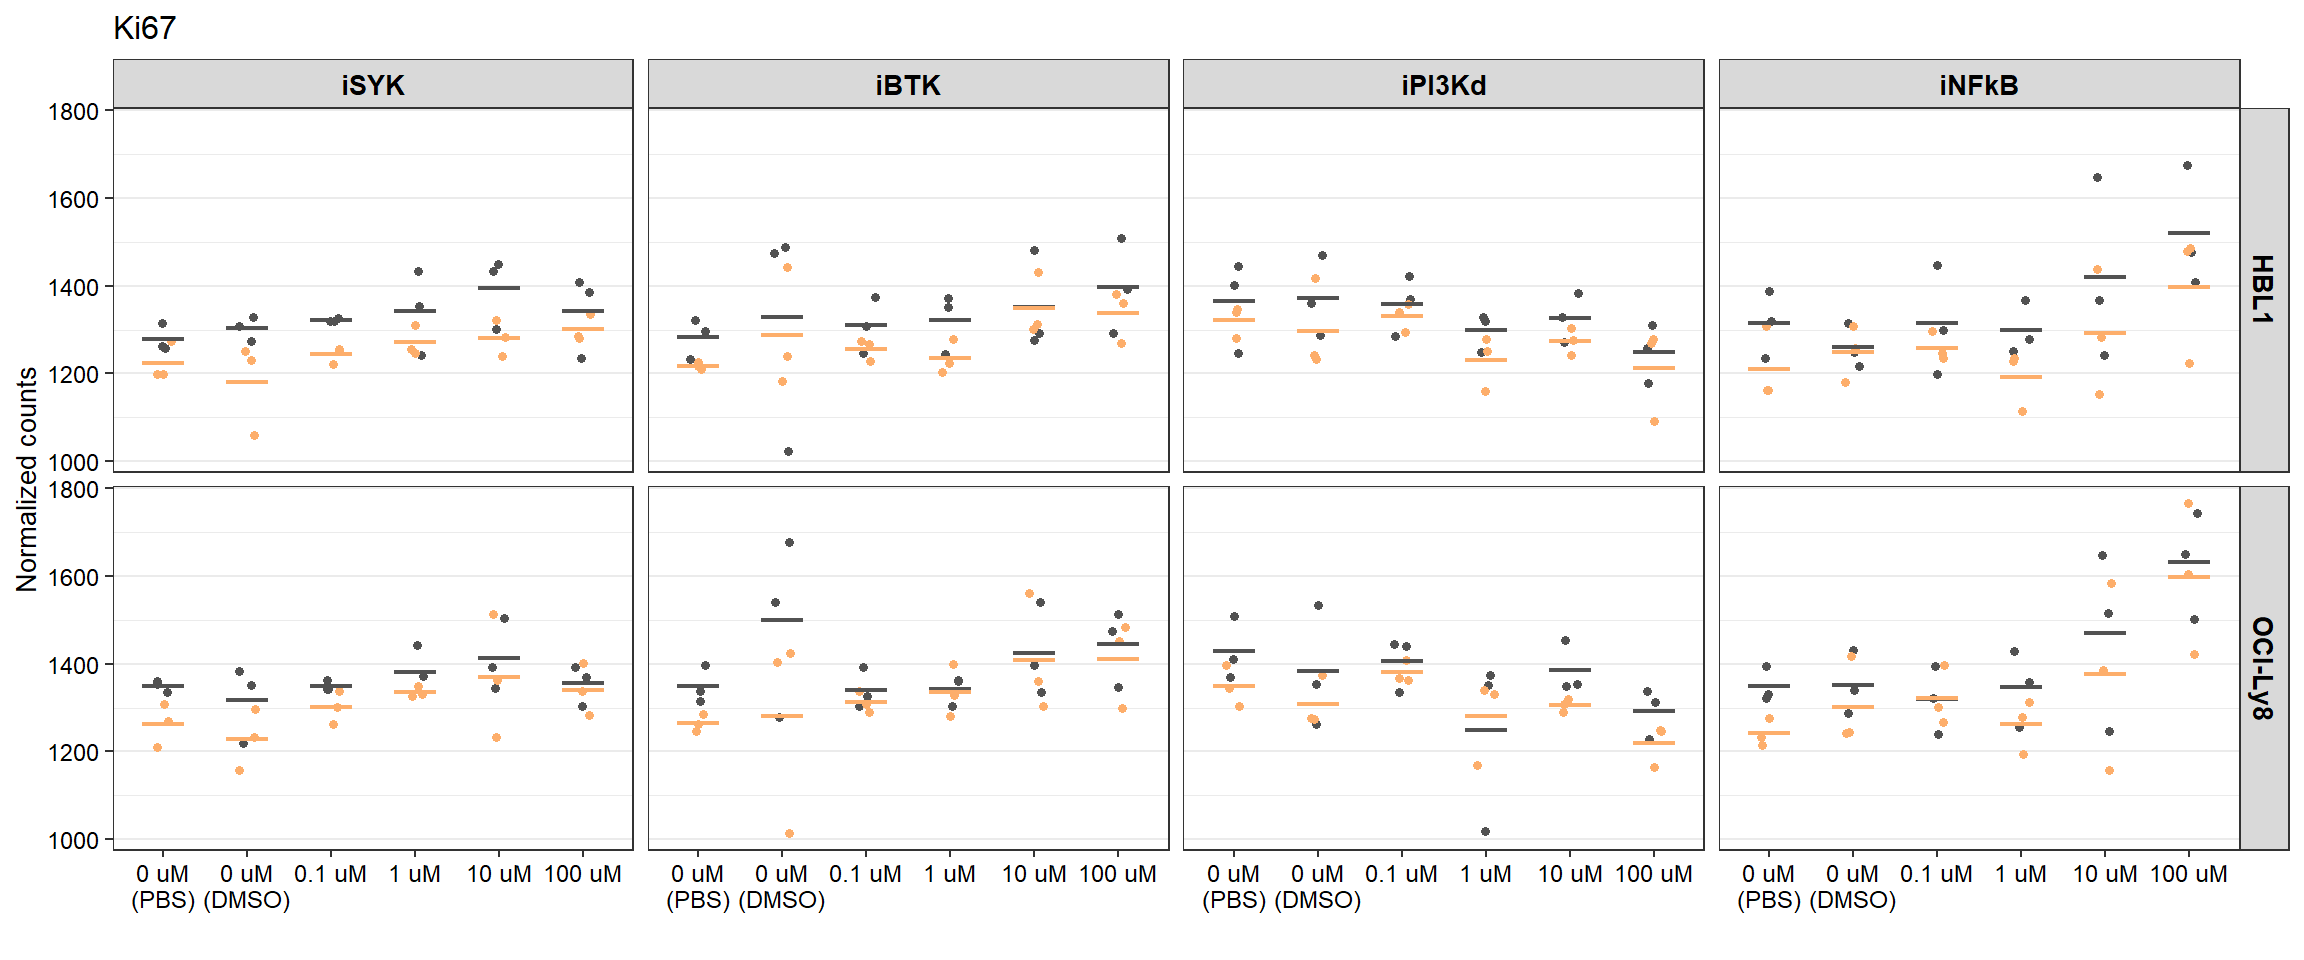 Ki67
iSYK
iBTK
iPI3Kd
iNFkB
1800
1600
1400
1200
1000
HBL1
Normalized counts
1800
1600
1400
1200
1000
OCI-Ly8
0 uM 0 uM 0.1 uM 1 uM 10 uM 100 uM
(PBS) (DMSO)
0 uM 0 uM 0.1 uM 1 uM 10 uM 100 uM
(PBS) (DMSO)
0 uM 0 uM 0.1 uM 1 uM 10 uM 100 uM
(PBS) (DMSO)
0 uM 0 uM 0.1 uM 1 uM 10 uM 100 uM
(PBS) (DMSO)